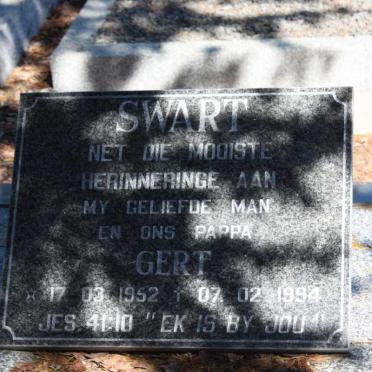 SWART
NET DIE MOOISTE
HERINNERINGE AAN
MY GELIEFDE MAN
EN ONS PAPPA
GERT
* 17 03 1952 † 07 02 1994
JES 41:10 "EK IS BY JOU"